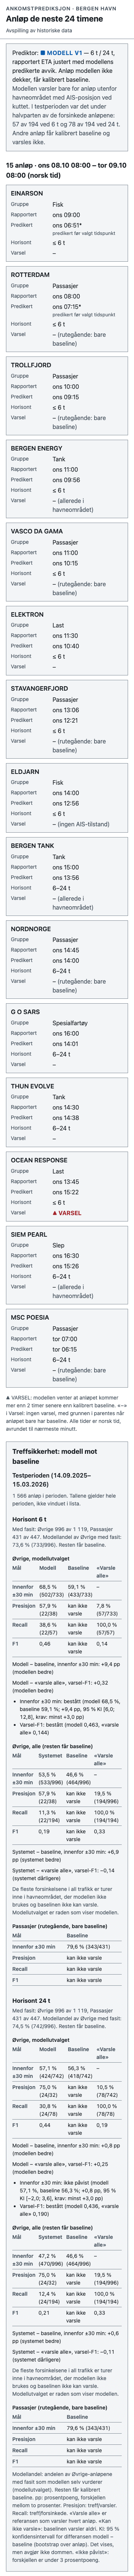 ANKOMSTPREDIKSJON · BERGEN HAVN
Anløp de neste 24 timene
Avspilling av historiske data
Prediktor: MODELL V1 — 6 t / 24 t,
rapportert ETA justert med modellens
predikerte avvik. Anløp modellen ikke
dekker, får kalibrert baseline.
Modellen varsler bare for anløp utenfor
havneområdet med AIS-posisjon ved
kuttet. I testperioden var det under
halvparten av de forsinkede anløpene:
57 av 194 ved 6 t og 78 av 194 ved 24 t.
Andre anløp får kalibrert baseline og
varsles ikke.
15 anløp · ons 08.10 08:00 – tor 09.10
08:00 (norsk tid)
EINARSON
Gruppe Fisk
Rapportert ons 09:00
Predikert ons 06:51*
predikert før valgt tidspunkt
Horisont ≤ 6 t
Varsel –
ROTTERDAM
Gruppe Passasjer
Rapportert ons 08:00
Predikert ons 07:15*
predikert før valgt tidspunkt
Horisont ≤ 6 t
Varsel – (rutegående: bare
baseline)
TROLLFJORD
Gruppe Passasjer
Rapportert ons 10:00
Predikert ons 09:15
Horisont ≤ 6 t
Varsel – (rutegående: bare
baseline)
BERGEN ENERGY
Gruppe Tank
Rapportert ons 11:00
Predikert ons 09:56
Horisont ≤ 6 t
Varsel – (allerede i
havneområdet)
VASCO DA GAMA
Gruppe Passasjer
Rapportert ons 11:00
Predikert ons 10:15
Horisont ≤ 6 t
Varsel – (rutegående: bare
baseline)
ELEKTRON
Gruppe Last
Rapportert ons 11:30
Predikert ons 10:40
Horisont ≤ 6 t
Varsel –
STAVANGERFJORD
Gruppe Passasjer
Rapportert ons 13:06
Predikert ons 12:21
Horisont ≤ 6 t
Varsel – (rutegående: bare
baseline)
ELDJARN
Gruppe Fisk
Rapportert ons 14:00
Predikert ons 12:56
Horisont ≤ 6 t
Varsel – (ingen AIS-tilstand)
BERGEN TANK
Gruppe Tank
Rapportert ons 15:00
Predikert ons 13:56
Horisont 6–24 t
Varsel – (allerede i
havneområdet)
NORDNORGE
Gruppe Passasjer
Rapportert ons 14:45
Predikert ons 14:00
Horisont 6–24 t
Varsel – (rutegående: bare
baseline)
G O SARS
Gruppe Spesialfartøy
Rapportert ons 16:00
Predikert ons 14:01
Horisont 6–24 t
Varsel –
THUN EVOLVE
Gruppe Tank
Rapportert ons 14:30
Predikert ons 14:38
Horisont 6–24 t
Varsel –
OCEAN RESPONSE
Gruppe Last
Rapportert ons 13:45
Predikert ons 15:22
Horisont ≤ 6 t
Varsel ▲ VARSEL
SIEM PEARL
Gruppe Slep
Rapportert ons 16:30
Predikert ons 15:26
Horisont 6–24 t
Varsel – (allerede i
havneområdet)
MSC POESIA
Gruppe Passasjer
Rapportert tor 07:00
Predikert tor 06:15
Horisont 6–24 t
Varsel – (rutegående: bare
baseline)
▲ VARSEL: modellen venter at anløpet kommer
mer enn 2 timer senere enn kalibrert baseline. «–»
i Varsel: ingen varsel, med grunnen i parentes når
anløpet bare har baseline. Alle tider er norsk tid,
avrundet til nærmeste minutt.
Treffsikkerhet: modell mot
baseline
Testperioden (14.09.2025–
15.03.2026)
1 566 anløp i perioden. Tallene gjelder hele
perioden, ikke vinduet i lista.
Horisont 6 t
Med fasit: Øvrige 996 av 1 119, Passasjer
431 av 447. Modellandel av Øvrige med fasit:
73,6 % (733/996). Resten får baseline.
Øvrige, modellutvalget
Mål Modell Baseline «Varsle
alle»
Innenfor 68,5 % 59,1 % –
±30 min (502/733) (433/733)
Presisjon 57,9 % kan ikke 7,8 %
(22/38) varsle (57/733)
Recall 38,6 % kan ikke 100,0 %
(22/57) varsle (57/57)
F1 0,46 kan ikke 0,14
varsle
Modell – baseline, innenfor ±30 min: +9,4 pp
(modellen bedre)
Modell – «varsle alle», varsel-F1: +0,32
(modellen bedre)
• Innenfor ±30 min: bestått (modell 68,5 %,
baseline 59,1 %; +9,4 pp, 95 % KI [6,0;
12,8], krav: minst +3,0 pp)
• Varsel-F1: bestått (modell 0,463, «varsle
alle» 0,144)
Øvrige, alle (resten får baseline)
Mål Systemet Baseline «Varsle
alle»
Innenfor 53,5 % 46,6 % –
±30 min (533/996) (464/996)
Presisjon 57,9 % kan ikke 19,5 %
(22/38) varsle (194/996)
Recall 11,3 % kan ikke 100,0 %
(22/194) varsle (194/194)
F1 0,19 kan ikke 0,33
varsle
Systemet – baseline, innenfor ±30 min: +6,9
pp (systemet bedre)
Systemet – «varsle alle», varsel-F1: −0,14
(systemet dårligere)
De fleste forsinkelsene i all trafikk er turer
inne i havneområdet, der modellen ikke
brukes og baselinen ikke kan varsle.
Modellutvalget er raden som viser modellen.
Passasjer (rutegående, bare baseline)
Mål Baseline
Innenfor ±30 min 79,6 % (343/431)
Presisjon kan ikke varsle
Recall kan ikke varsle
F1 kan ikke varsle
Horisont 24 t
Med fasit: Øvrige 996 av 1 119, Passasjer
431 av 447. Modellandel av Øvrige med fasit:
74,5 % (742/996). Resten får baseline.
Øvrige, modellutvalget
Mål Modell Baseline «Varsle
alle»
Innenfor 57,1 % 56,3 % –
±30 min (424/742) (418/742)
Presisjon 75,0 % kan ikke 10,5 %
(24/32) varsle (78/742)
Recall 30,8 % kan ikke 100,0 %
(24/78) varsle (78/78)
F1 0,44 kan ikke 0,19
varsle
Modell – baseline, innenfor ±30 min: +0,8 pp
(modellen bedre)
Modell – «varsle alle», varsel-F1: +0,25
(modellen bedre)
• Innenfor ±30 min: ikke påvist (modell
57,1 %, baseline 56,3 %; +0,8 pp, 95 %
KI [−2,0; 3,6], krav: minst +3,0 pp)
• Varsel-F1: bestått (modell 0,436, «varsle
alle» 0,190)
Øvrige, alle (resten får baseline)
Mål Systemet Baseline «Varsle
alle»
Innenfor 47,2 % 46,6 % –
±30 min (470/996) (464/996)
Presisjon 75,0 % kan ikke 19,5 %
(24/32) varsle (194/996)
Recall 12,4 % kan ikke 100,0 %
(24/194) varsle (194/194)
F1 0,21 kan ikke 0,33
varsle
Systemet – baseline, innenfor ±30 min: +0,6
pp (systemet bedre)
Systemet – «varsle alle», varsel-F1: −0,11
(systemet dårligere)
De fleste forsinkelsene i all trafikk er turer
inne i havneområdet, der modellen ikke
brukes og baselinen ikke kan varsle.
Modellutvalget er raden som viser modellen.
Passasjer (rutegående, bare baseline)
Mål Baseline
Innenfor ±30 min 79,6 % (343/431)
Presisjon kan ikke varsle
Recall kan ikke varsle
F1 kan ikke varsle
Modellandel: andelen av Øvrige-anløpene
med fasit som modellen selv vurderer
(modellutvalget). Resten får kalibrert
baseline. pp: prosentpoeng, forskjellen
mellom to prosenter. Presisjon: treffvarsler.
Recall: treff/forsinkede. «Varsle alle» er
referansen som varsler hvert anløp. «Kan
ikke varsle»: baselinen varsler aldri. KI: 95 %
konfidensintervall for differansen modell –
baseline (bootstrap over anløp). Det vises,
men avgjør ikke dommen. «Ikke påvist»:
forskjellen er under 3 prosentpoeng.